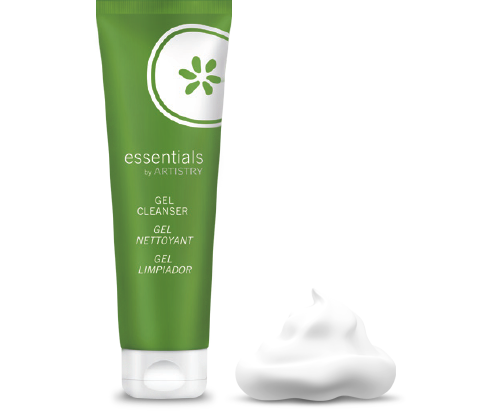 essentials
by ARTISTRY
GEL
CLEANSER
GEL
NETTOYANT
GEL
LIMPIADOR